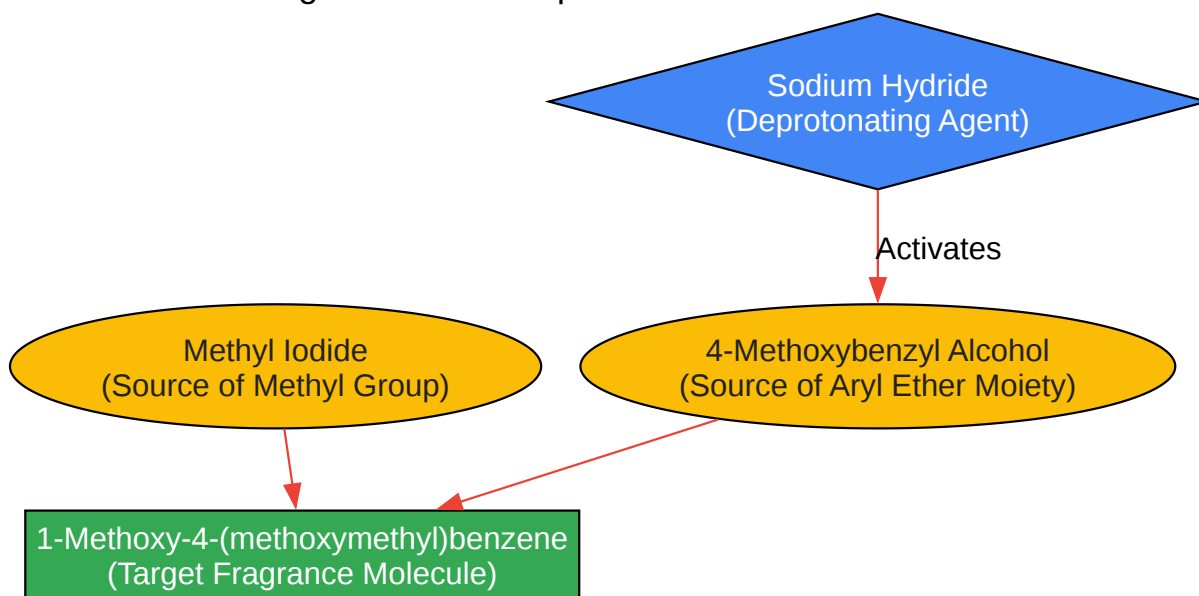 Sodium Hydride
(Deprotonating Agent)
Activates
Methyl Iodide
(Source of Methyl Group)
4-Methoxybenzyl Alcohol
(Source of Aryl Ether Moiety)
1-Methoxy-4-(methoxymethyl)benzene
(Target Fragrance Molecule)